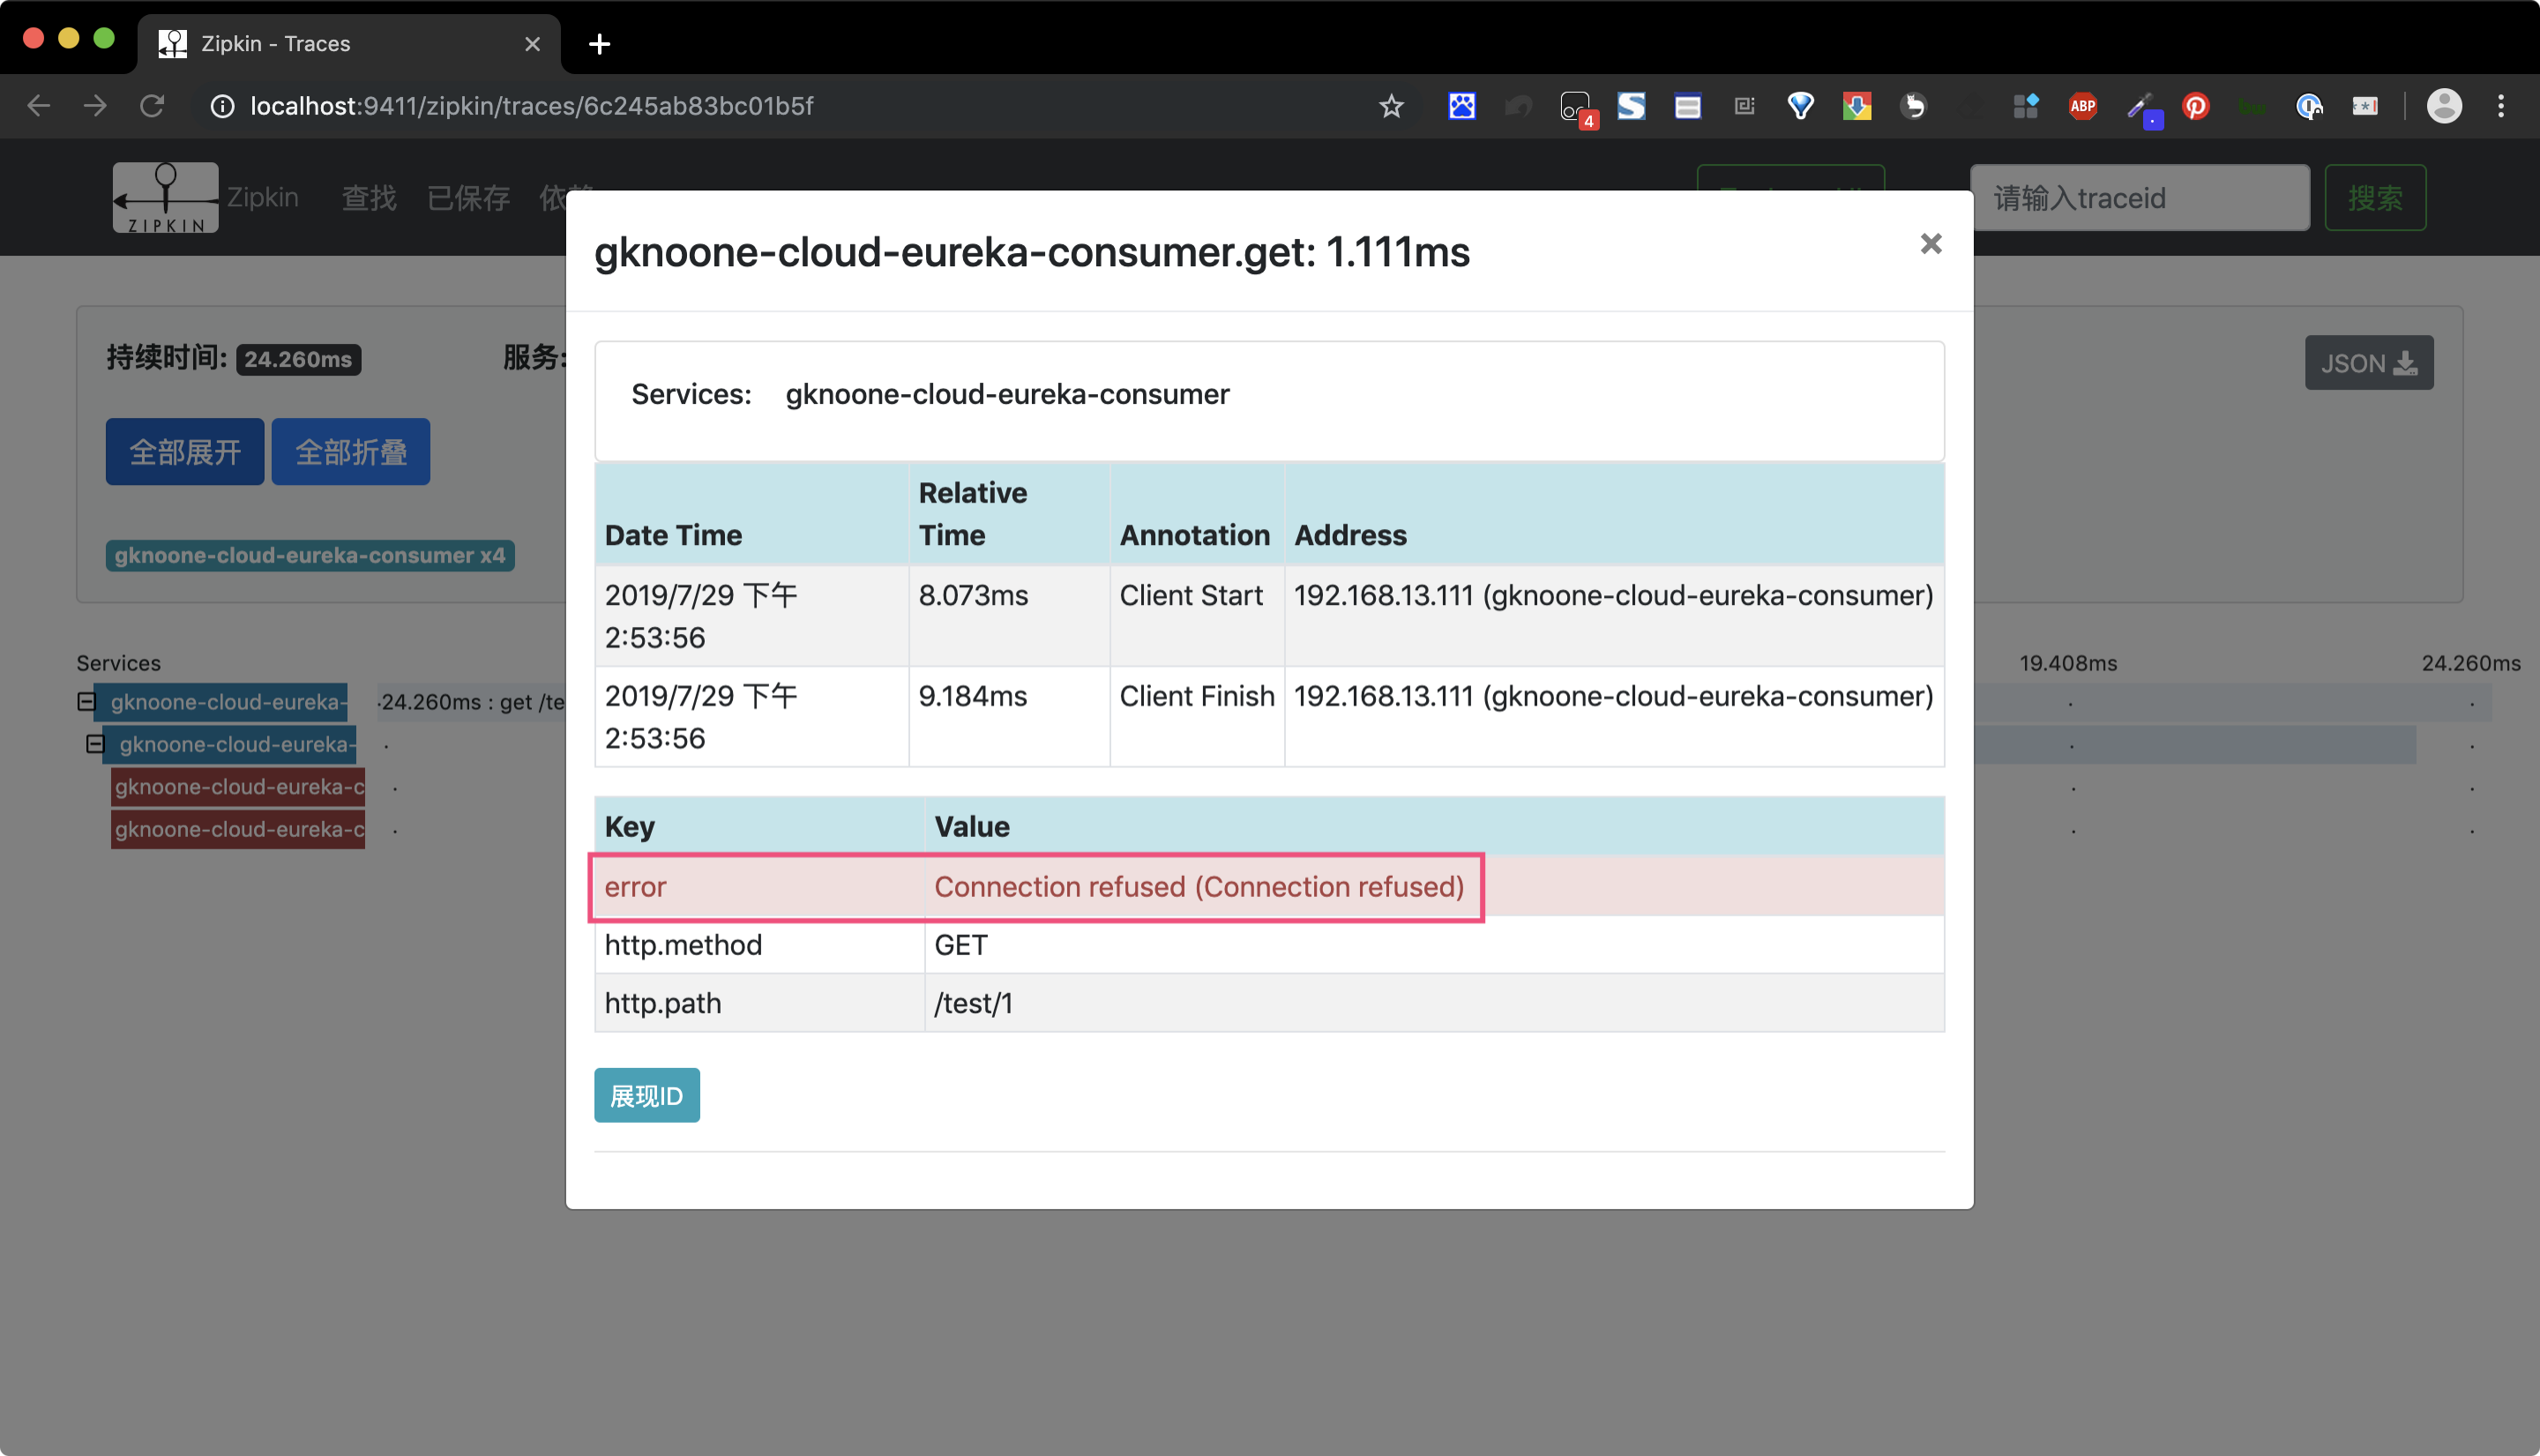 Zipkin - Traces
localhost:9411/zipkin/traces/6c245ab83bc01b5f
4
ABP
ZIPKIN
Zipkin 查找 已保存
请输入traceid
搜索
gknoone-cloud-eureka-consumer.get: 1.111ms
持续时间: 24.260ms
服务:
JSON
全部展开 全部折叠
gknoone-cloud-eureka-consumer x4
Services: gknoone-cloud-eureka-consumer
Date Time
Relative
Time
Annotation
Address
2019/7/29 下午
2:53:56
8.073ms
Client Start
192.168.13.111 (gknoone-cloud-eureka-consumer)
2019/7/29 下午
2:53:56
9.184ms
Client Finish
192.168.13.111 (gknoone-cloud-eureka-consumer)
Services
19.408ms
24.260ms
gknoone-cloud-eureka-
24.260ms : get /te
gknoone-cloud-eureka-
gknoone-cloud-eureka-c
gknoone-cloud-eureka-c
Key Value
error Connection refused (Connection refused)
http.method GET
http.path /test/1
展现ID